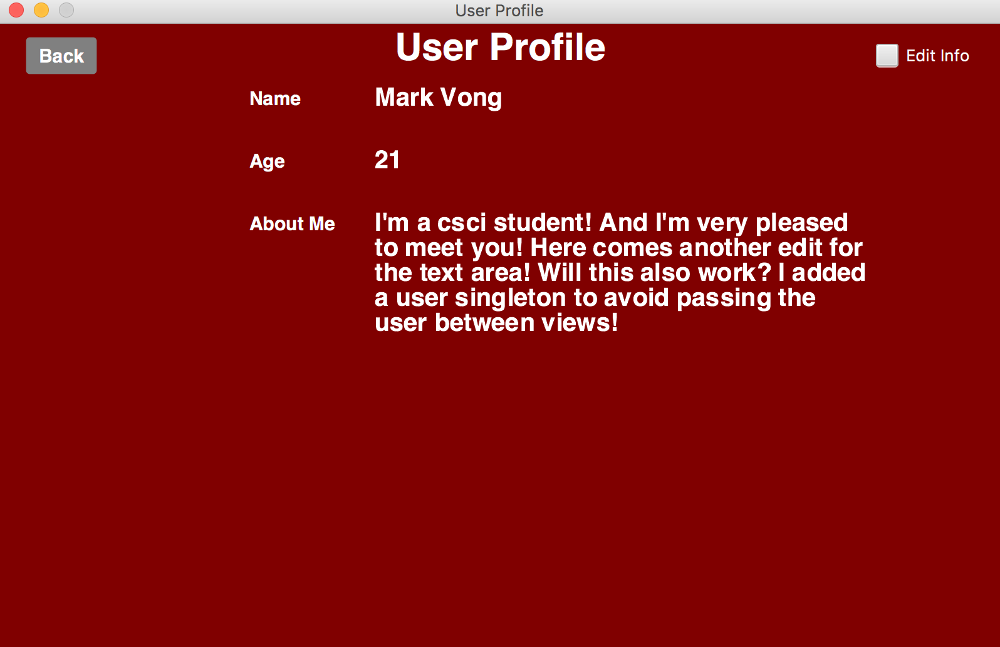 User Profile
Back
User Profile
Edit Info
Name
Mark Vong
Age
21
About Me
I'm a csci student! And I'm very pleased
to meet you! Here comes another edit for
the text area! Will this also work? I added
a user singleton to avoid passing the
user between views!